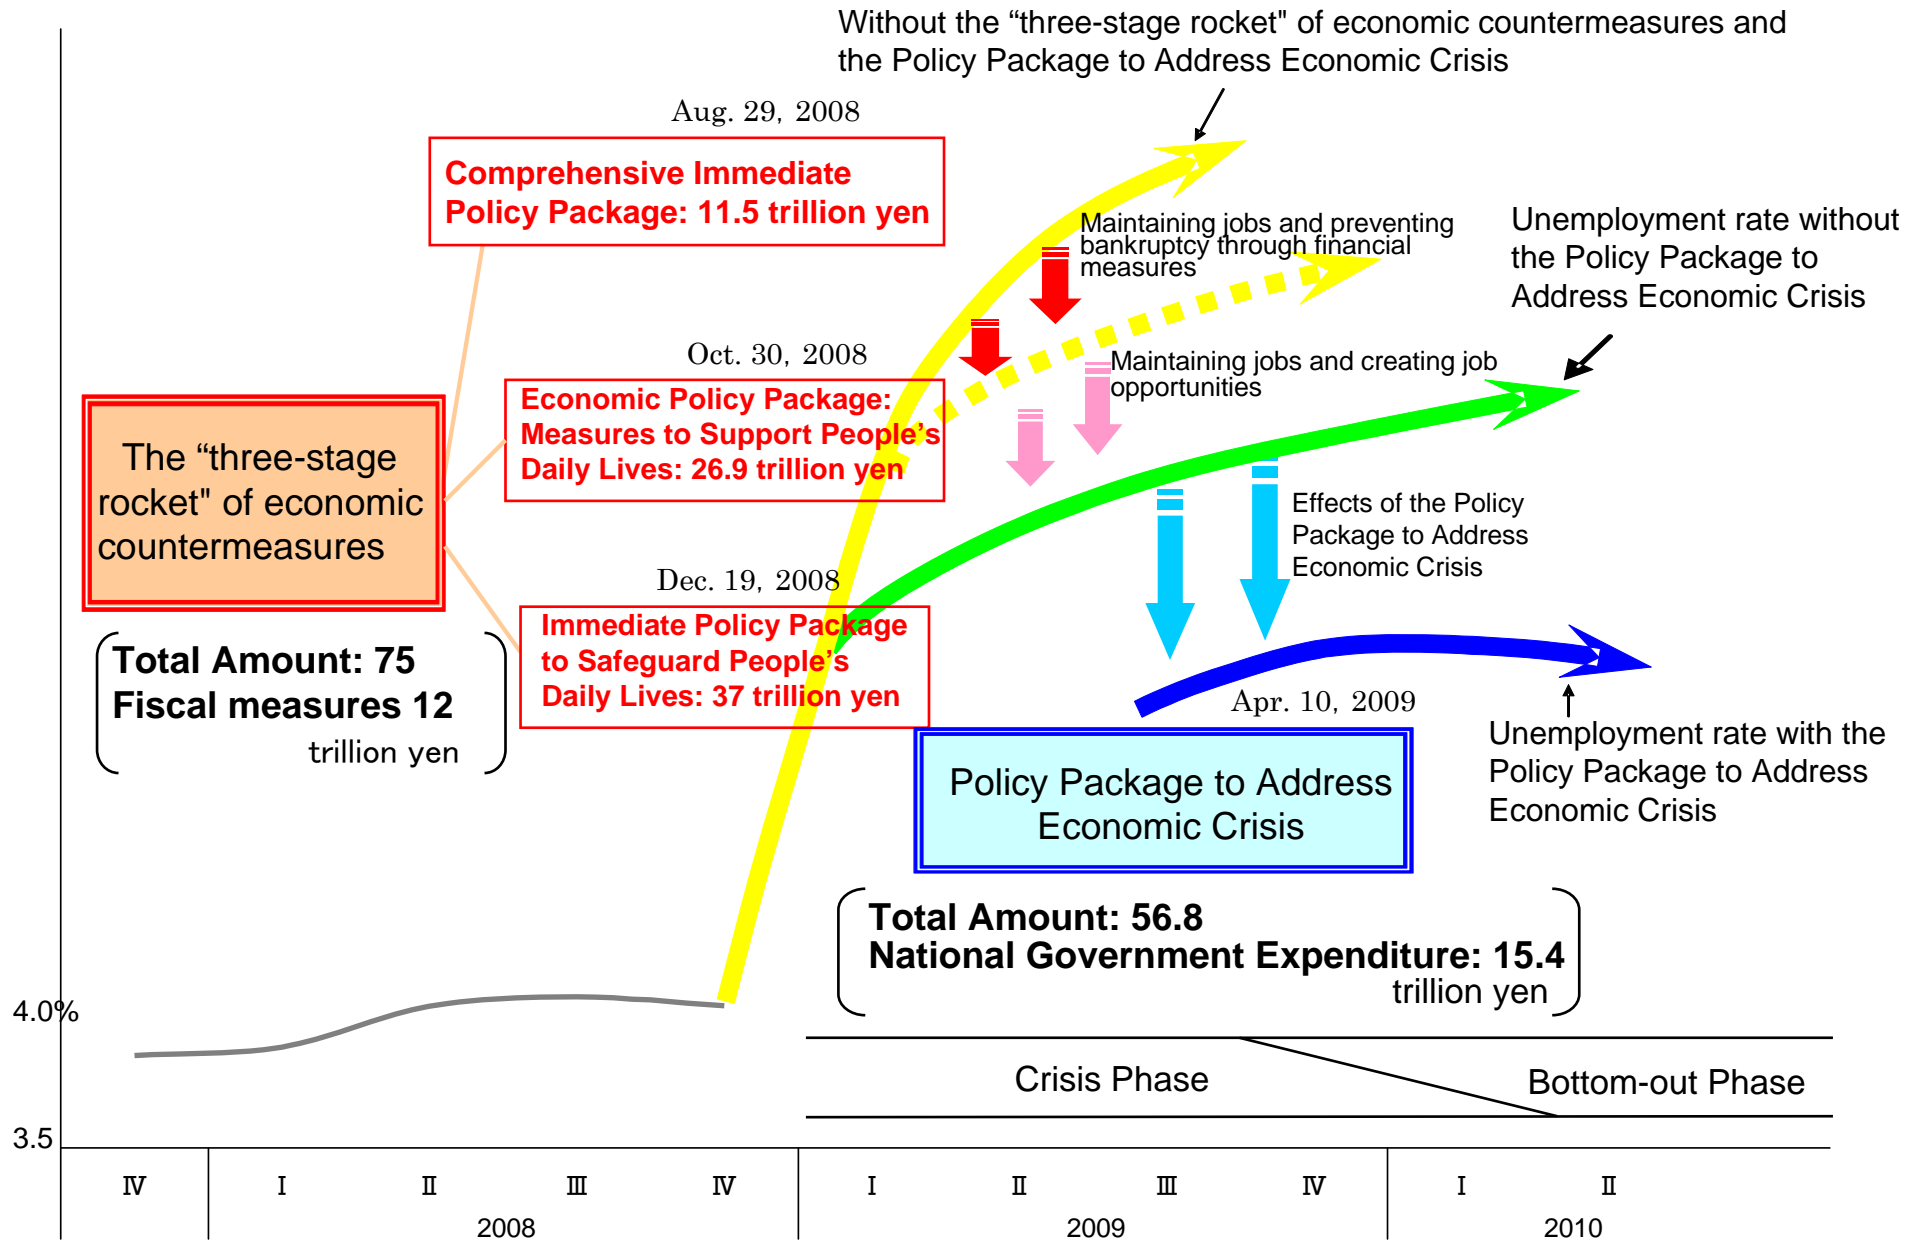 Without the “three-stage rocket" of economic countermeasures and
the Policy Package to Address Economic Crisis
Aug. 29, 2008
Comprehensive Immediate
Policy Package: 11.5 trillion yen
Maintaining jobs and preventing
bankruptcy through financial
measures
Unemployment rate without
the Policy Package to
Address Economic Crisis
Oct. 30, 2008
Economic Policy Package:
Measures to Support People’s
Daily Lives: 26.9 trillion yen
Maintaining jobs and creating job
opportunities
The “three-stage
rocket" of economic
countermeasures
Effects of the Policy
Package to Address
Economic Crisis
Dec. 19, 2008
Immediate Policy Package
to Safeguard People’s
Daily Lives: 37 trillion yen
Total Amount: 75
Fiscal measures 12
trillion yen
Apr. 10, 2009
Policy Package to Address
Economic Crisis
Unemployment rate with the
Policy Package to Address
Economic Crisis
Total Amount: 56.8
National Government Expenditure: 15.4
trillion yen
4.0%
Crisis Phase
Bottom-out Phase
3.5
Ⅳ Ⅰ Ⅱ Ⅲ Ⅳ Ⅰ Ⅱ Ⅲ Ⅳ Ⅰ Ⅱ
2008 2009 2010